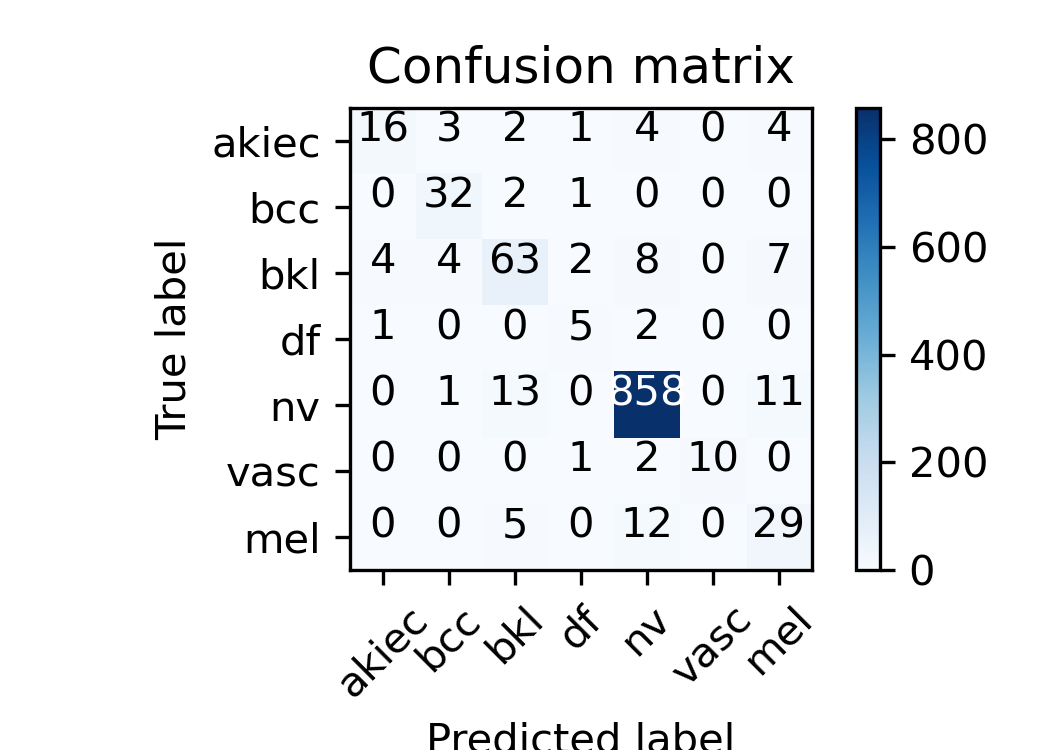 Confusion matrix
akiec 16 3 2 1 4 0 4
bcc 0 32 2 1 0 0 0
bkl 4 4 63 2 8 0 7
df 1 0 0 5 2 0 0
nv 0 1 13 0 858 0 11
vasc 0 0 0 1 2 10 0
mel 0 0 5 0 12 0 29
akiec bcc bkl df nv vasc mel
True label
Predicted label
800
600
400
200
0